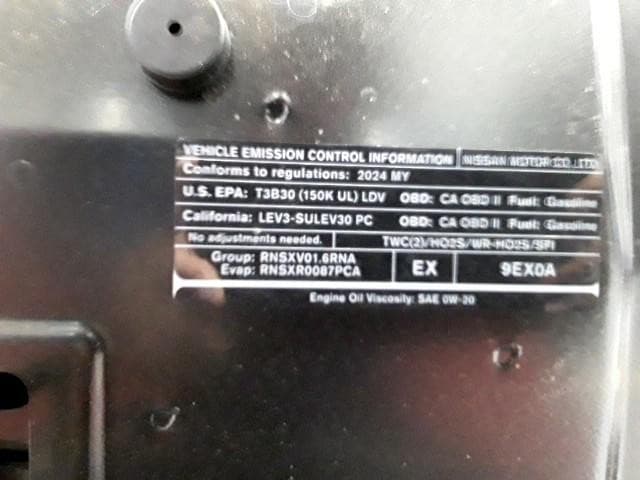 VEHICLE EMISSION CONTROL INFORMATION NISSAN MOTOR CO., LTD.
Conforms to regulations: 2024 MY
U.S. EPA: T3B30 (150K UL) LDV OBD: CA OBD II Fuel: Gasoline
California: LEV3-SULEV30 PC OBD: CA OBD II Fuel: Gasoline
No adjustments needed. TWC(2)/HO2S/WR-HO2S/SFI
Group: RNSXV01.6RNA
Evap: RNSXR0087PCA
EX
9EX0A
Engine Oil Viscosity: SAE 0W-20